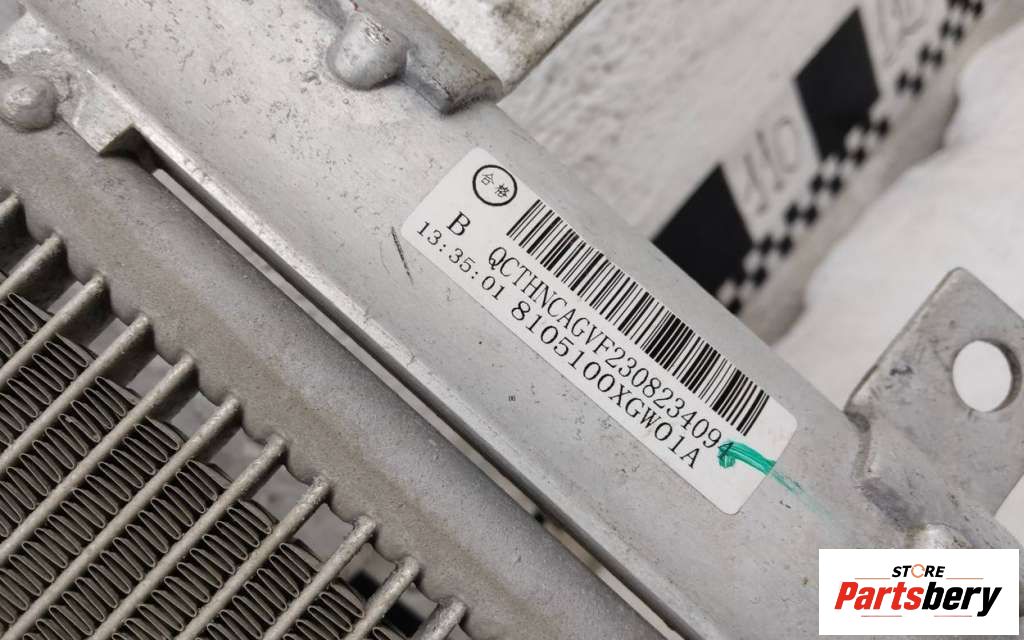 合格
B QCTHNCAGVF230823409
13:35:01 8105100XGW01A
STORE
Partsbery